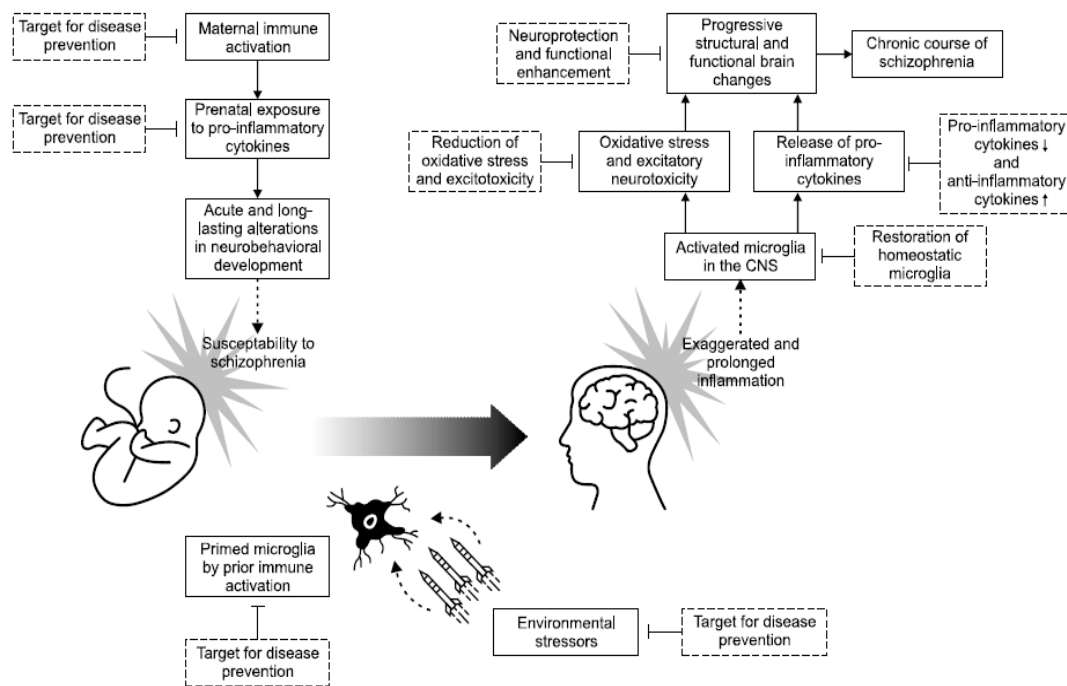 Target for disease
prevention
Maternal immune
activation
Target for disease
prevention
Prenatal exposure
to pro-inflammatory
cytokines
Acute and long-
lasting alterations
in neurobehavioral
development
Susceptibility to
schizophrenia
Neuroprotection
and functional
enhancement
Progressive
structural and
functional brain
changes
Chronic course of
schizophrenia
Reduction of
oxidative stress
and excitotoxicity
Oxidative stress
and excitatory
neurotoxicity
Release of pro-
inflammatory
cytokines
Pro-inflammatory
cytokines ↓
and
anti-inflammatory
cytokines ↑
Activated microglia
in the CNS
Restoration of
homeostatic
microglia
Exaggerated and
prolonged
inflammation
Primed microglia
by prior immune
activation
Target for disease
prevention
Environmental
stressors
Target for disease
prevention